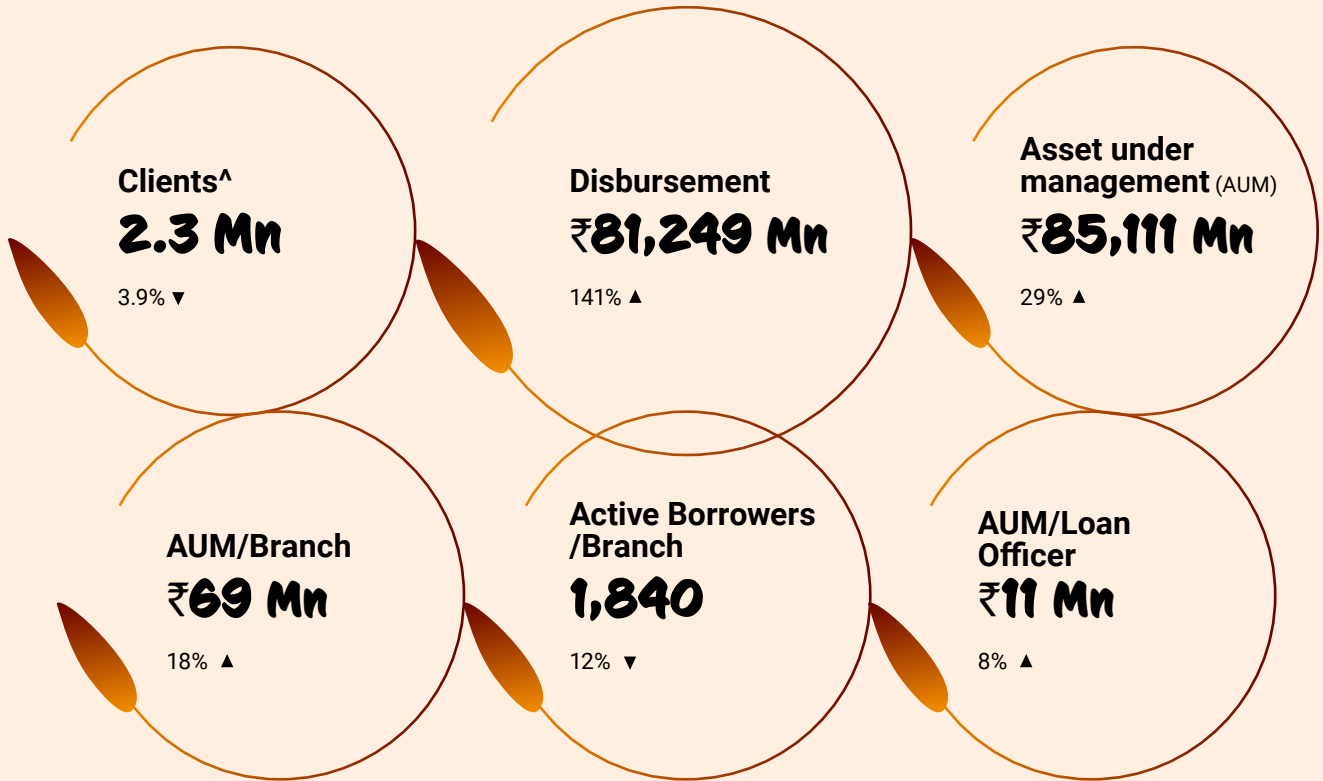 Clients^
2.3 Mn
3.9% ▼
Disbursement
₹81,249 Mn
141% ▲
Asset under
management (AUM)
₹85,111 Mn
29% ▲
AUM/Branch
₹69 Mn
18% ▲
Active Borrowers
/Branch
1,840
12% ▼
AUM/Loan
Officer
₹11 Mn
8% ▲